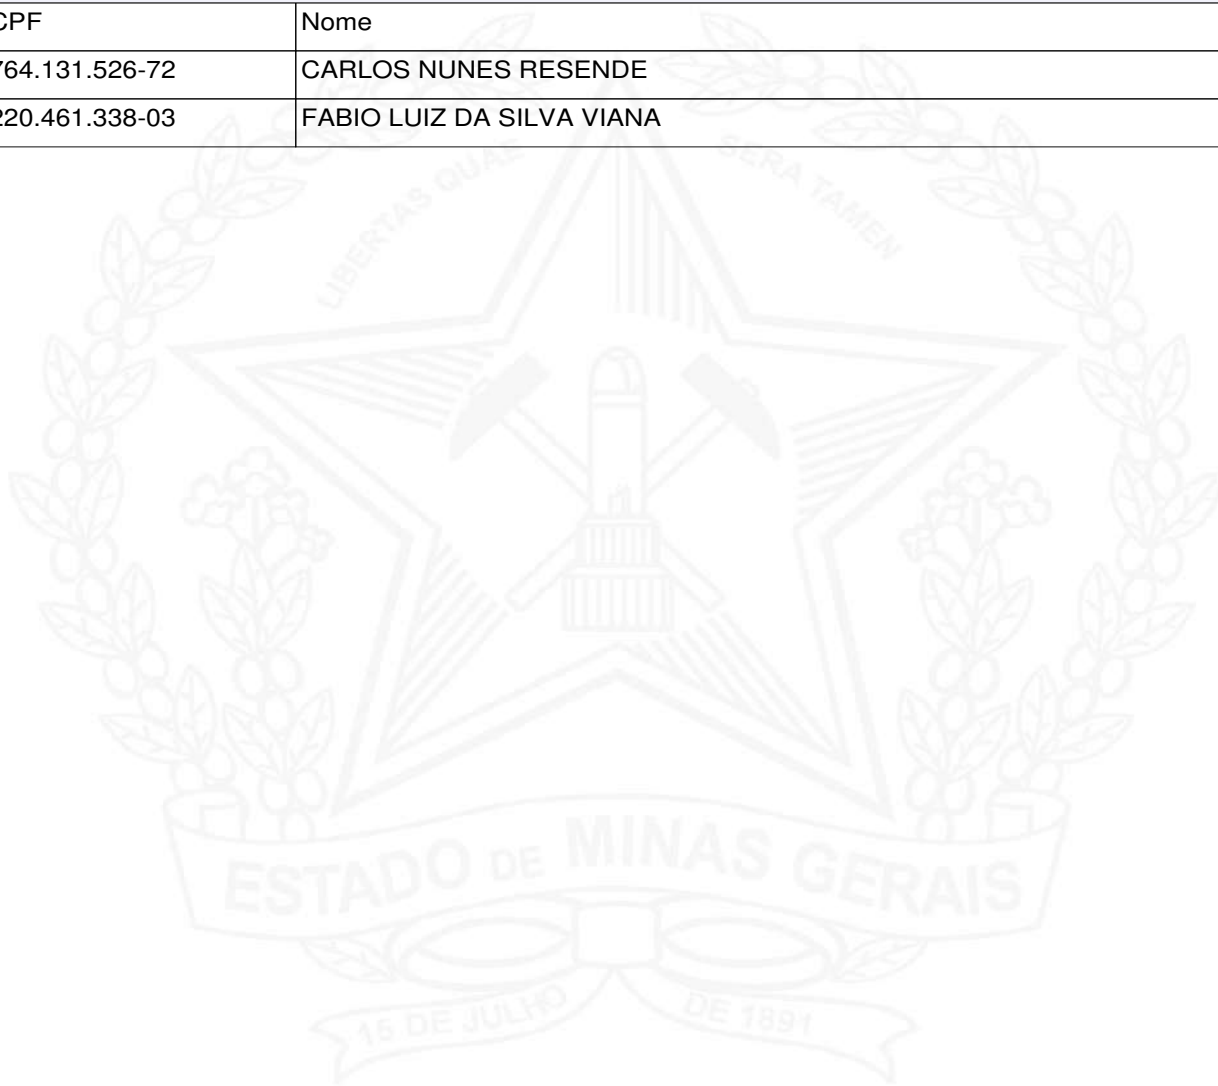 CPF Nome
764.131.526-72 CARLOS NUNES RESENDE
220.461.338-03 FABIO LUIZ DA SILVA VIANA
LIBERTAS QUAE SERA TAMEN
ESTADO DE MINAS GERAIS
15 DE JULHO DE 1891